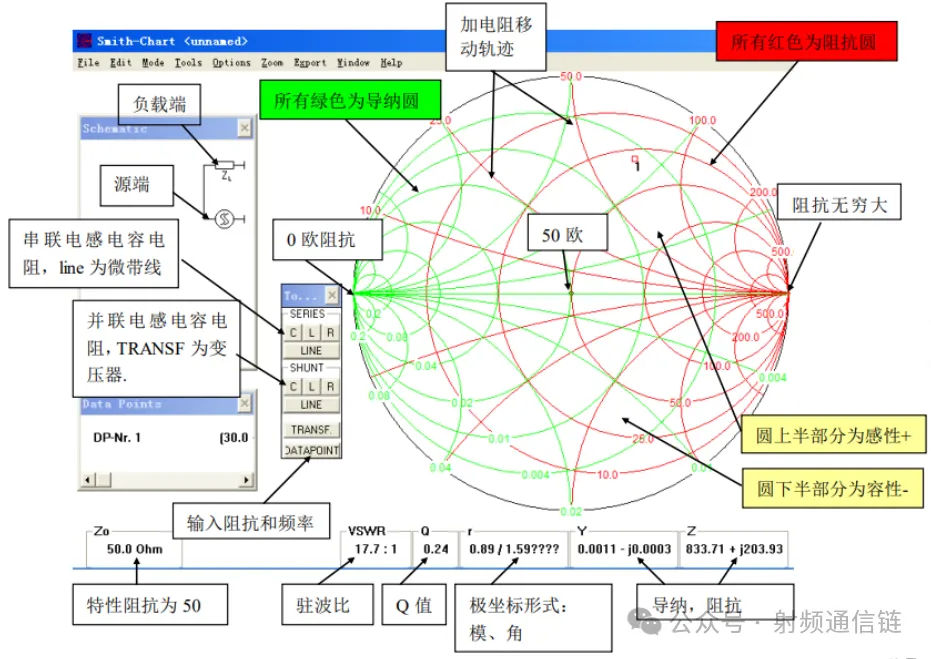 加电阻移
动轨迹
所有红色为阻抗圆
Smith-Chart <unnamed>
File Edit Mode Tools Options Zoom Export Window Help
负载端
所有绿色为导纳圆
50.0
100.0
Schematic
ZL
1
源端
10.0
200.0
阻抗无穷大
串联电感电容电
阻，line 为微带线
0欧阻抗
50 欧
500.0
To...
SERIES
C L R
LINE
并联电感电容电
阻，TRANSF 为变
压器.
SHUNT
C L R
LINE
TRANSF.
DATAPOINT
0.2
0.2
500.0
200.0
0.04
100.0
0.004
0.08
0.02
50.0
0.01
25.0
0.04
0.004
10.0
0.02
Data Points
DP-Nr. 1 (30.0
圆上半部分为感性+
圆下半部分为容性-
输入阻抗和频率
Zo
50.0 Ohm
VSWR
17.7 : 1
Q
0.24
r
0.89 / 1.59????
Y
0.0011 - j0.0003
Z
833.71 + j203.93
特性阻抗为 50
驻波比
Q 值
极坐标形式：
模、角
导纳，阻抗
公众号 · 射频通信链